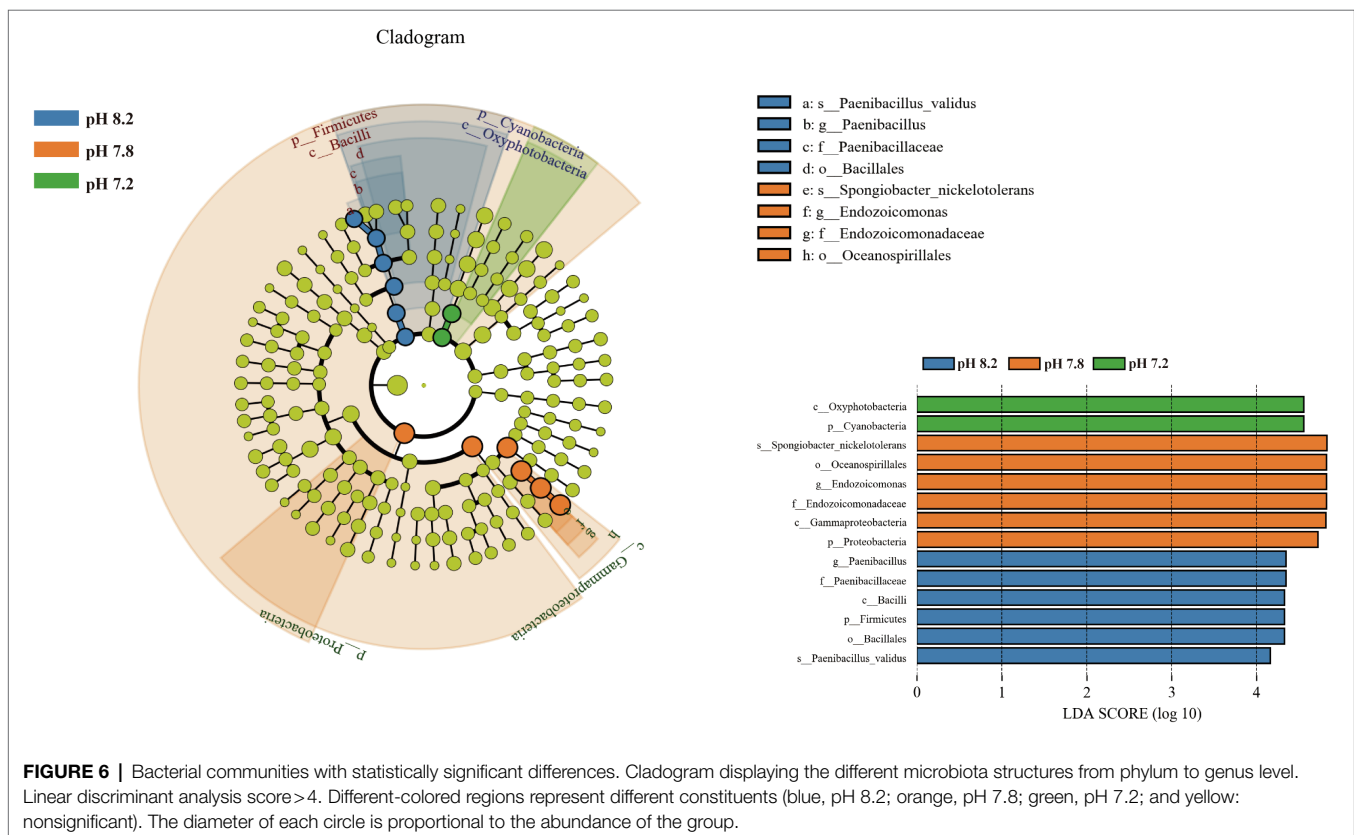 Cladogram
pH 8.2
pH 7.8
pH 7.2
p__Firmicutes
c__Bacilli
d
c
b
a
p__Cyanobacteria
c__Oxyphotobacteria
h
c__Gammaproteobacteria
p__Proteobacteria
a: s__Paenibacillus_validus
b: g__Paenibacillus
c: f__Paenibacillaceae
d: o__Bacillales
e: s__Spongiobacter_nickelotolerans
f: g__Endozoicomonas
g: f__Endozoicomonadaceae
h: o__Oceanospirillales
pH 8.2 pH 7.8 pH 7.2
c__Oxyphotobacteria
p__Cyanobacteria
s__Spongiobacter_nickelotolerans
o__Oceanospirillales
g__Endozoicomonas
f__Endozoicomonadaceae
c__Gammaproteobacteria
p__Proteobacteria
g__Paenibacillus
f__Paenibacillaceae
c__Bacilli
p__Firmicutes
o__Bacillales
s__Paenibacillus_validus
0 1 2 3 4
LDA SCORE (log 10)
FIGURE 6 | Bacterial communities with statistically significant differences. Cladogram displaying the different microbiota structures from phylum to genus level.
Linear discriminant analysis score>4. Different-colored regions represent different constituents (blue, pH 8.2; orange, pH 7.8; green, pH 7.2; and yellow:
nonsignificant). The diameter of each circle is proportional to the abundance of the group.